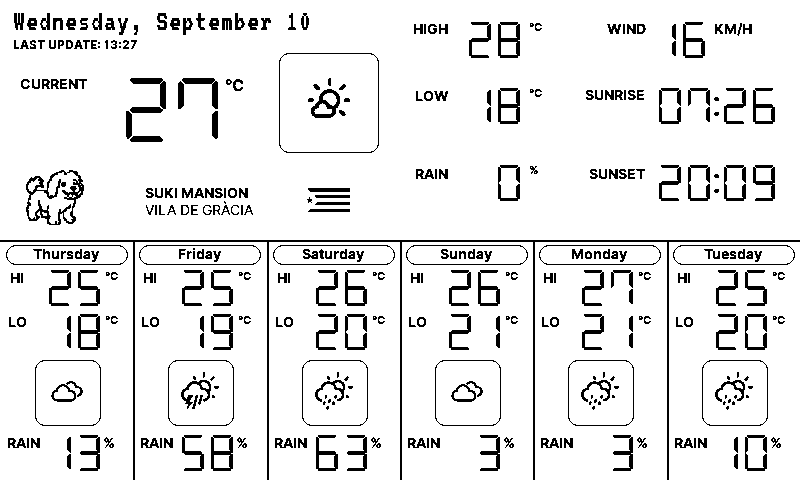 Wednesday, September 10
LAST UPDATE: 13:27
CURRENT 27 °C
HIGH 28 °C
LOW 18 °C
RAIN 0 %
WIND 16 KM/H
SUNRISE 07:26
SUNSET 20:09
SUKI MANSION
VILA DE GRÀCIA
Thursday
HI 25 °C
LO 18 °C
RAIN 13 %
Friday
HI 25 °C
LO 19 °C
RAIN 58 %
Saturday
HI 26 °C
LO 20 °C
RAIN 63 %
Sunday
HI 26 °C
LO 21 °C
RAIN 3 %
Monday
HI 27 °C
LO 21 °C
RAIN 3 %
Tuesday
HI 25 °C
LO 20 °C
RAIN 10 %